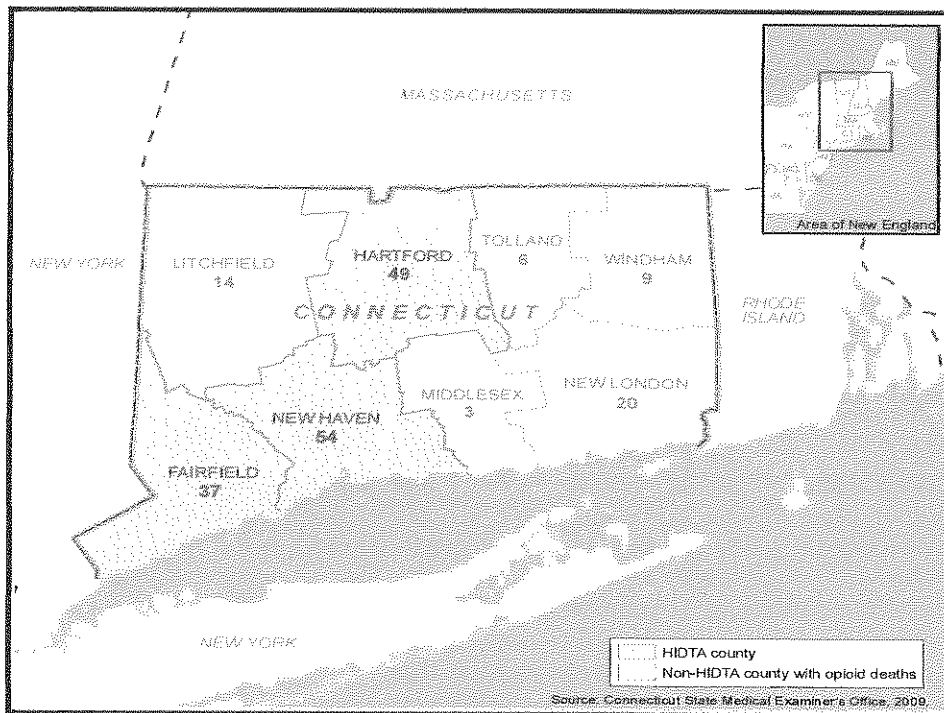 MASSACHUSETTS
Area of New England
NEW YORK
LITCHFIELD
14
HARTFORD
49
TOLLAND
6
WINDHAM
9
CONNECTICUT
RHODE
ISLAND
NEW HAVEN
54
MIDDLESEX
3
NEW LONDON
20
FAIRFIELD
37
NEW YORK
HIDTA county
Non-HIDTA county with opioid deaths
Source: Connecticut State Medical Examiner's Office, 2009.